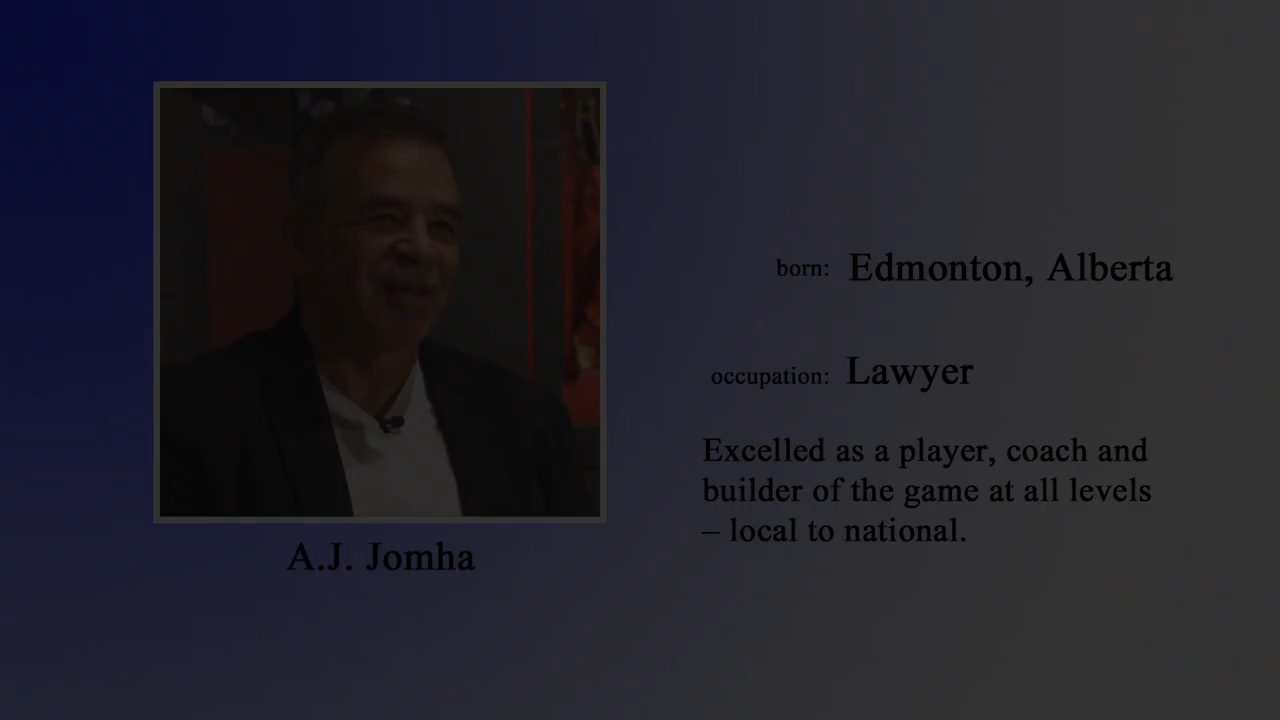 born: Edmonton, Alberta
occupation: Lawyer
Excelled as a player, coach and
builder of the game at all levels
– local to national.
A.J. Jomha